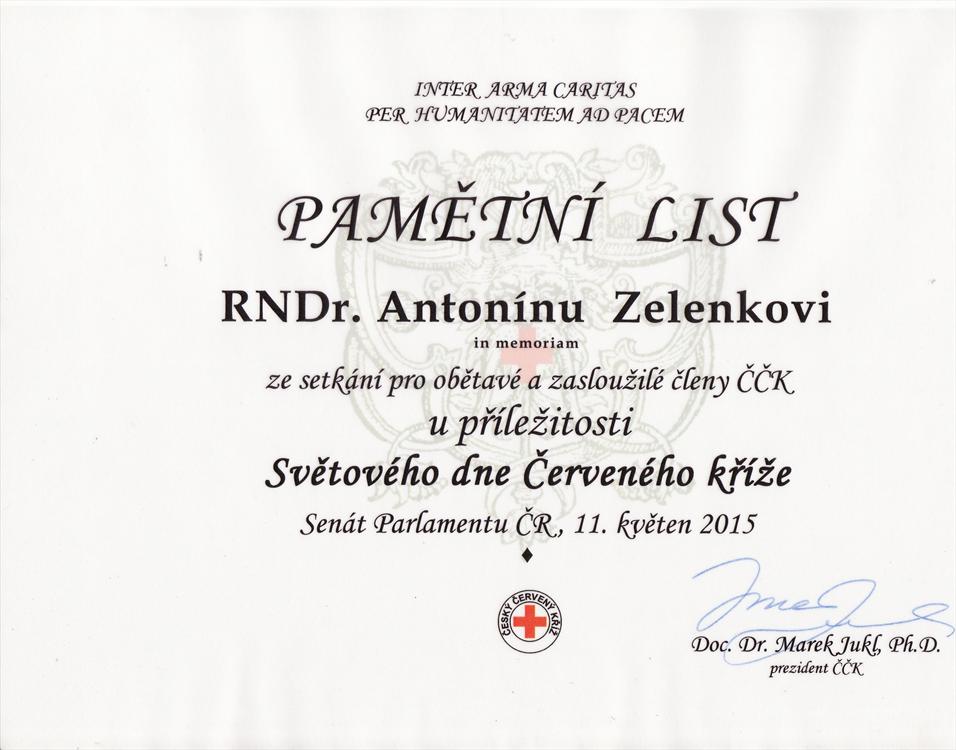 INTER ARMA CARITAS
PER HUMANITATEM AD PACEM
PAMĚTNÍ LIST
RNDr. Antonínu Zelenkovi
in memoriam
ze setkání pro obětavé a zasloužilé členy ČČK
u příležitosti
Světového dne Červeného kříže
Senát Parlamentu ČR, 11. květen 2015
ČESKÝ ČERVENÝ KŘÍŽ
Doc. Dr. Marek Jukl, Ph.D.
prezident ČČK